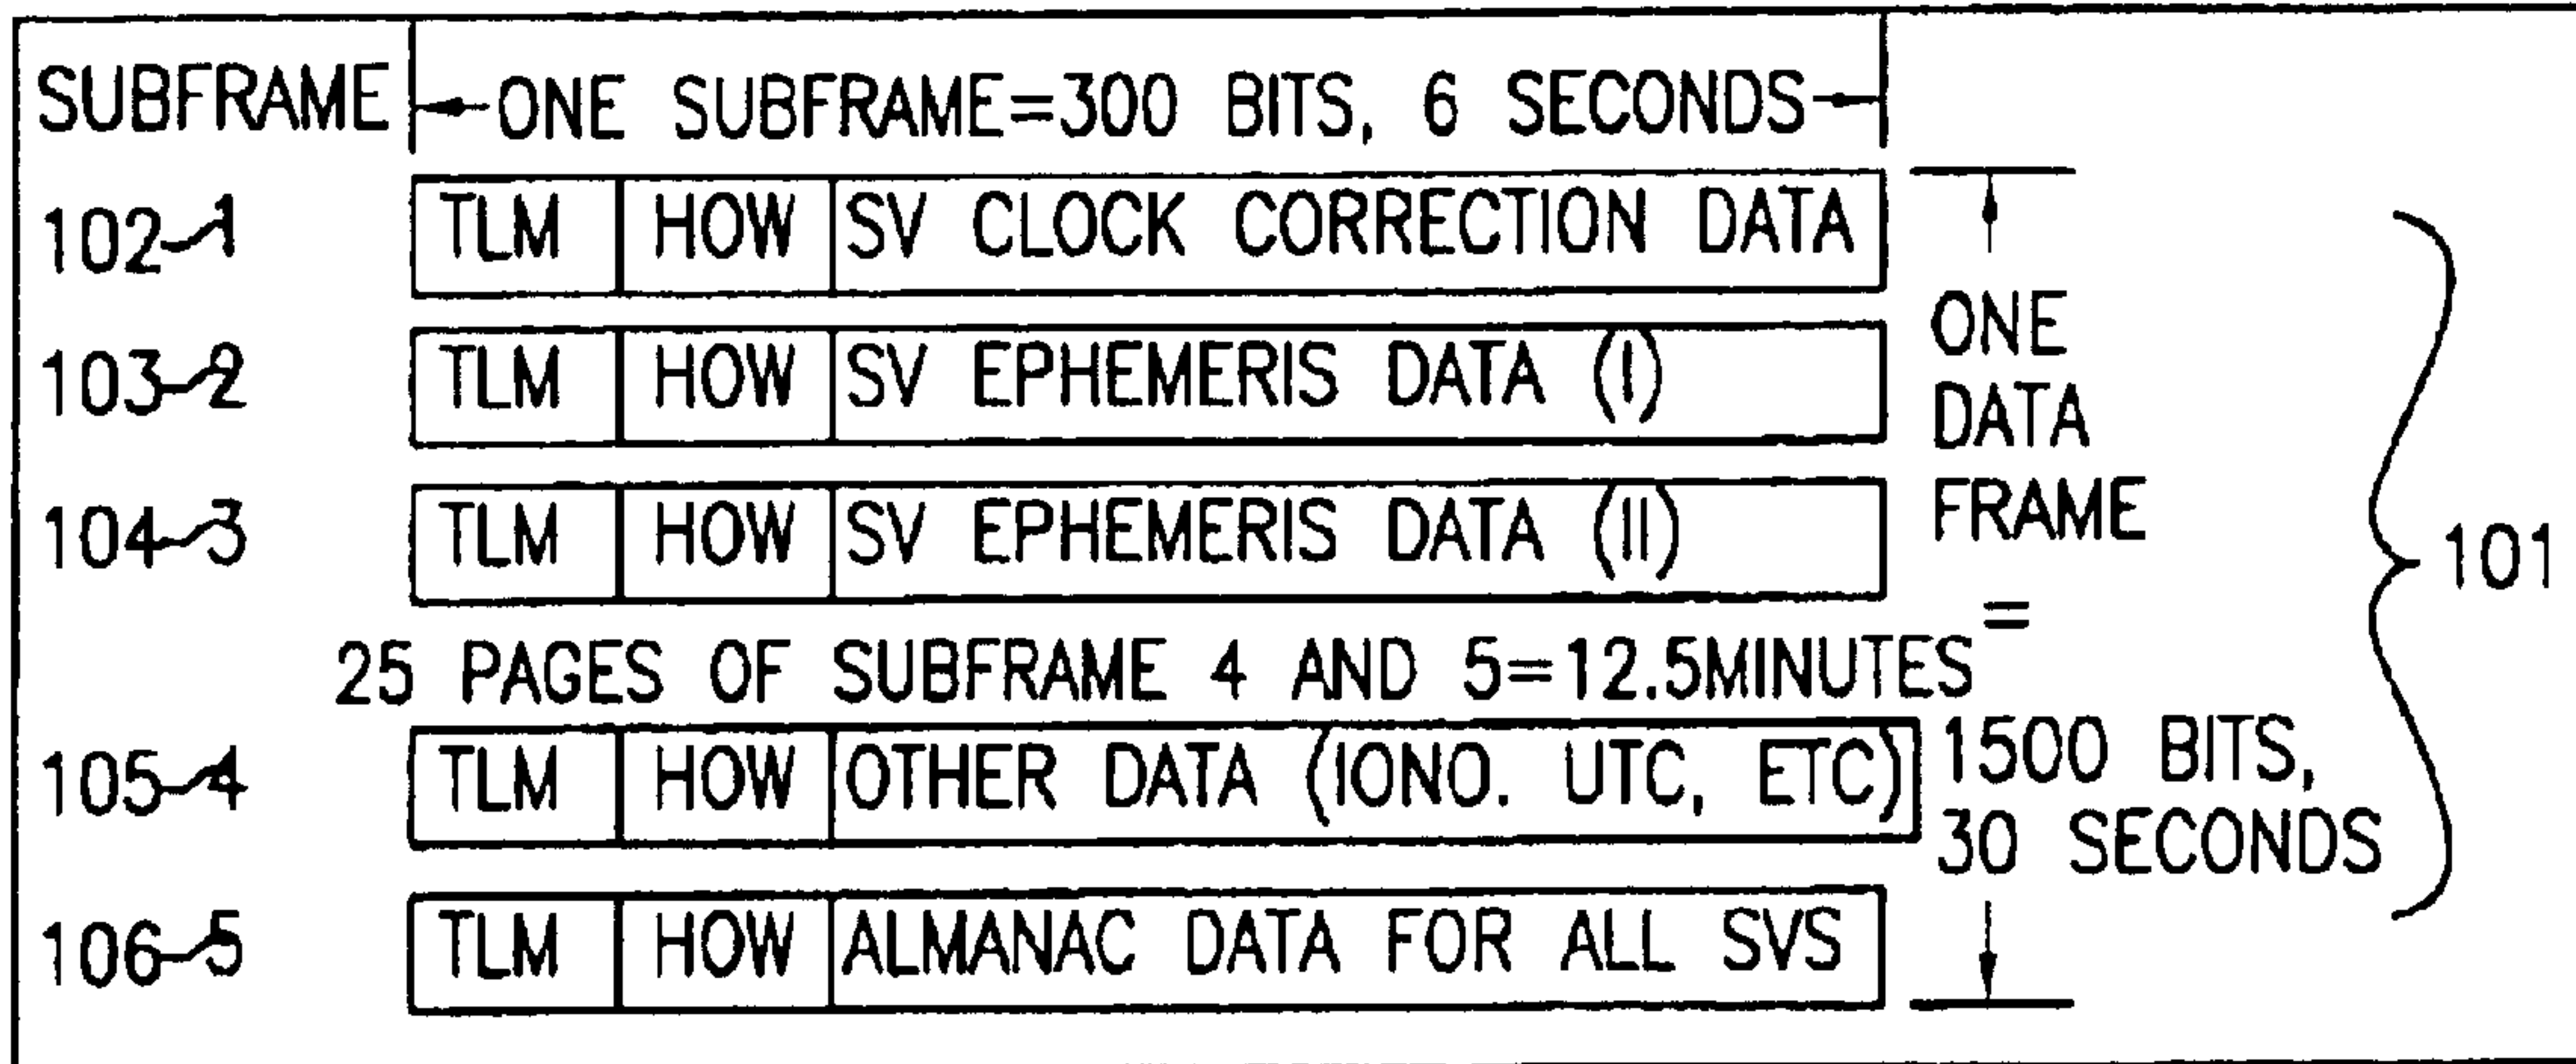 SUBFRAME
ONE SUBFRAME=300 BITS, 6 SECONDS
102 1 TLM HOW SV CLOCK CORRECTION DATA
103 2 TLM HOW SV EPHEMERIS DATA (I)
104 3 TLM HOW SV EPHEMERIS DATA (II)
25 PAGES OF SUBFRAME 4 AND 5=12.5MINUTES
105 4 TLM HOW OTHER DATA (IONO. UTC, ETC)
106 5 TLM HOW ALMANAC DATA FOR ALL SVS
ONE
DATA
FRAME
=
1500 BITS,
30 SECONDS
101